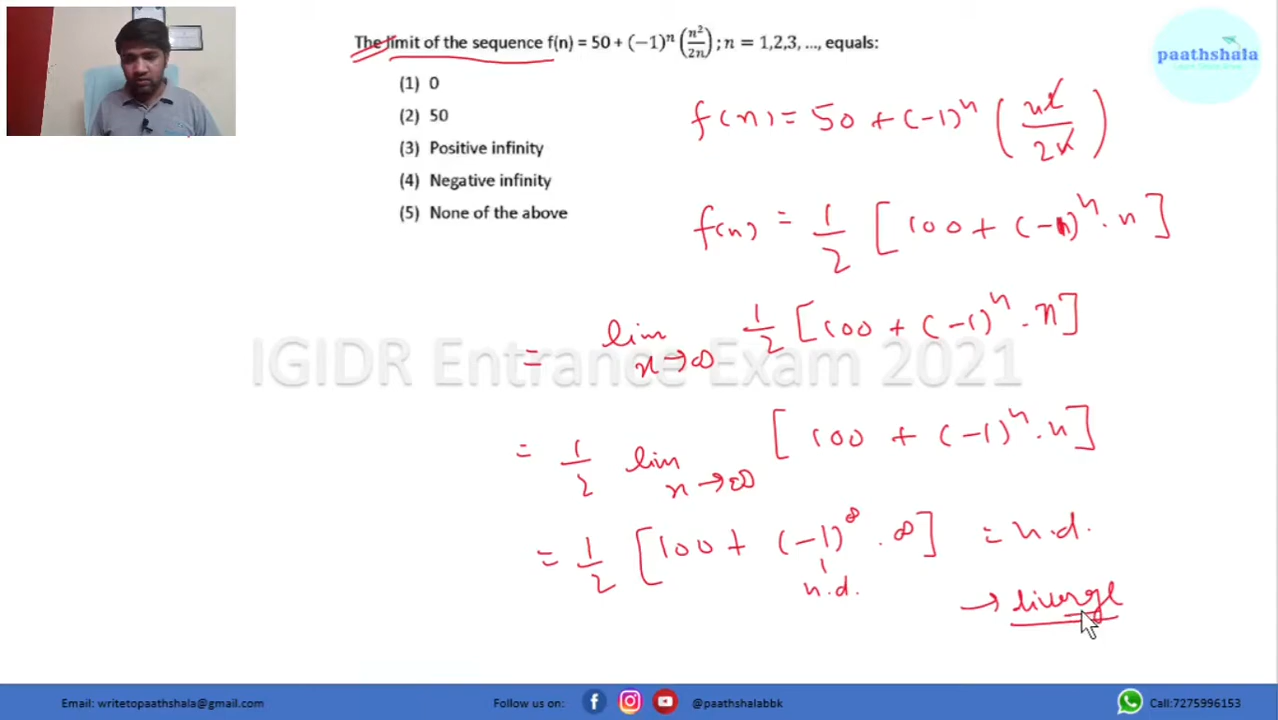 The limit of the sequence f(n) = 50 + (−1)ⁿ (n²/2n) ; n = 1,2,3, ..., equals:
(1) 0
(2) 50
(3) Positive infinity
(4) Negative infinity
(5) None of the above
paathshala
f(n) = 50 + (-1)ⁿ (n²/2n)
f(n) = 1/2 [100 + (-1)ⁿ . n]
= lim n→∞ 1/2 [100 + (-1)ⁿ . n]
IGIDR Entrance Exam 2021
= 1/2 lim n→∞ [100 + (-1)ⁿ . n]
= 1/2 [100 + (-1)^∞ . ∞] = n.d.
n.d.
→ diverge
Email: writetopaathshala@gmail.com
Follow us on:
@paathshalabbk
Call:7275996153